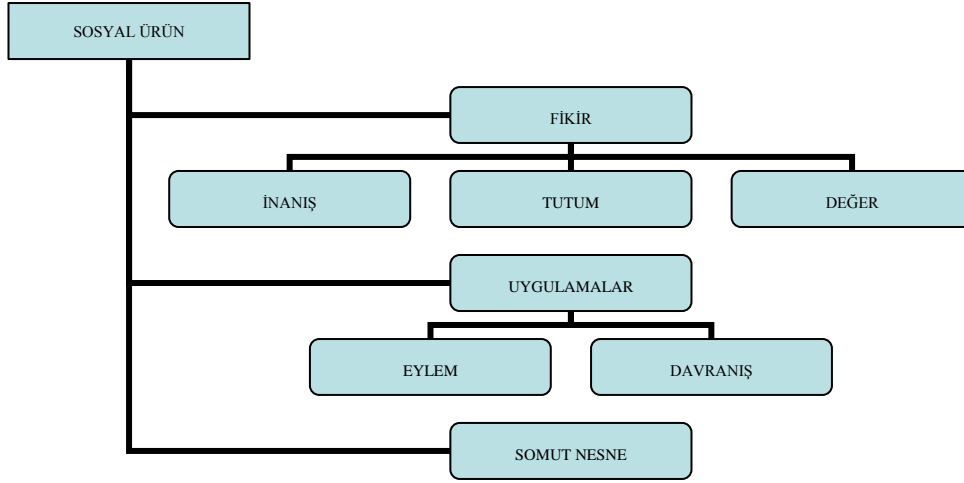 SOSYAL ÜRÜN
FİKİR
İNANIŞ
TUTUM
DEĞER
UYGULAMALAR
EYLEM
DAVRANIŞ
SOMUT NESNE